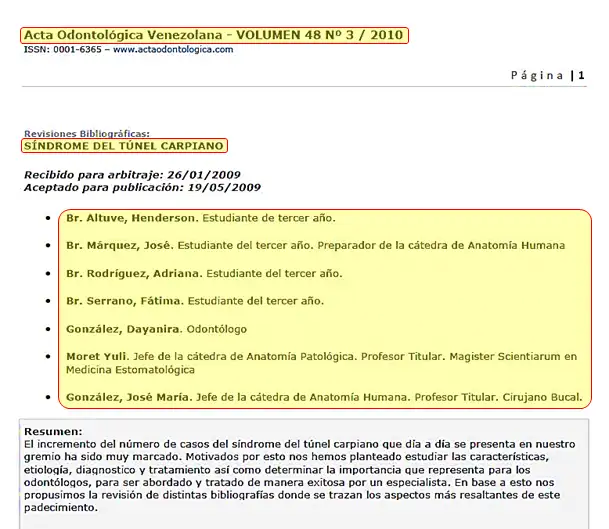 Acta Odontológica Venezolana - VOLUMEN 48 Nº 3 / 2010
ISSN: 0001-6365 – www.actaodontologica.com
Página | 1
Revisiones Bibliográficas:
SÍNDROME DEL TÚNEL CARPIANO
Recibido para arbitraje: 26/01/2009
Aceptado para publicación: 19/05/2009
• Br. Altuve, Henderson. Estudiante de tercer año.
• Br. Márquez, José. Estudiante del tercer año. Preparador de la cátedra de Anatomía Humana
• Br. Rodríguez, Adriana. Estudiante del tercer año.
• Br. Serrano, Fátima. Estudiante del tercer año.
• González, Dayanira. Odontólogo
• Moret Yuli. Jefe de la cátedra de Anatomía Patológica. Profesor Titular. Magister Scientiarum en
Medicina Estomatológica
• González, José María. Jefe de la cátedra de Anatomía Humana. Profesor Titular. Cirujano Bucal.
Resumen:
El incremento del número de casos del síndrome del túnel carpiano que día a día se presenta en nuestro
gremio ha sido muy marcado. Motivados por esto nos hemos planteado estudiar las características,
etiología, diagnostico y tratamiento así como determinar la importancia que representa para los
odontólogos, para ser abordado y tratado de manera exitosa por un especialista. En base a esto nos
propusimos la revisión de distintas bibliografías donde se trazan los aspectos más resaltantes de este
padecimiento.